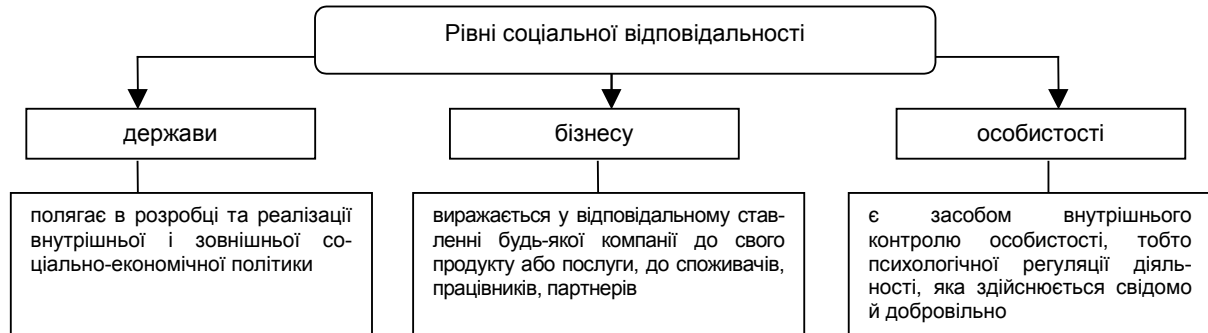 Рівні соціальної відповідальності
держави
бізнесу
особистості
полягає в розробці та реалізації
внутрішньої і зовнішньої со-
ціально-економічної політики
виражається у відповідальному став-
ленні будь-якої компанії до свого
продукту або послуги, до споживачів,
працівників, партнерів
є засобом внутрішнього
контролю особистості, тобто
психологічної регуляції діяль-
ності, яка здійснюється свідомо
й добровільно